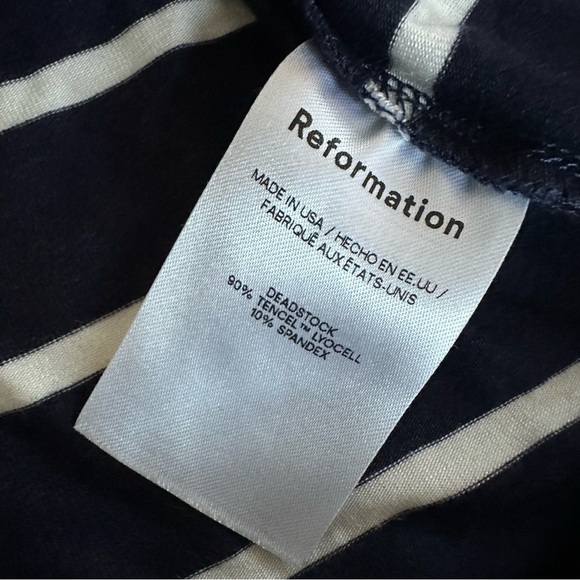 Reformation
MADE IN USA / HECHO EN EE.UU /
FABRIQUÉ AUX ÉTATS-UNIS
DEADSTOCK
90% TENCEL™ LYOCELL
10% SPANDEX